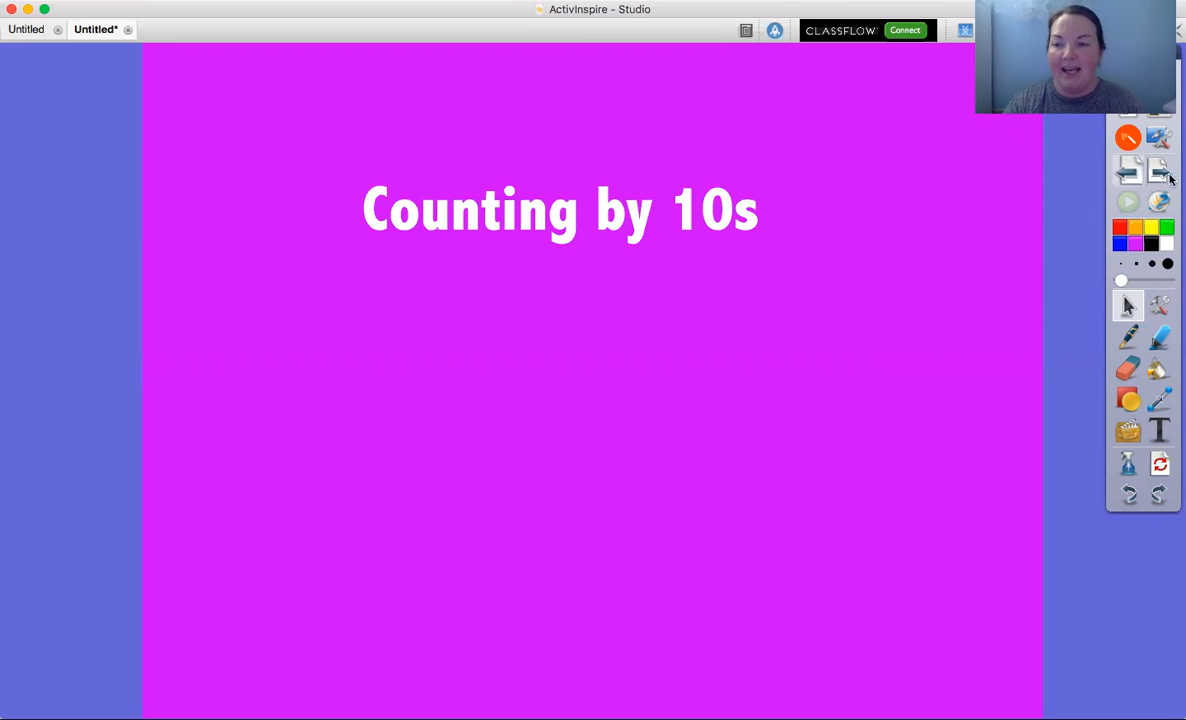 ActivInspire - Studio
Untitled
Untitled*
CLASSFLOW
Connect
Counting by 10s
T